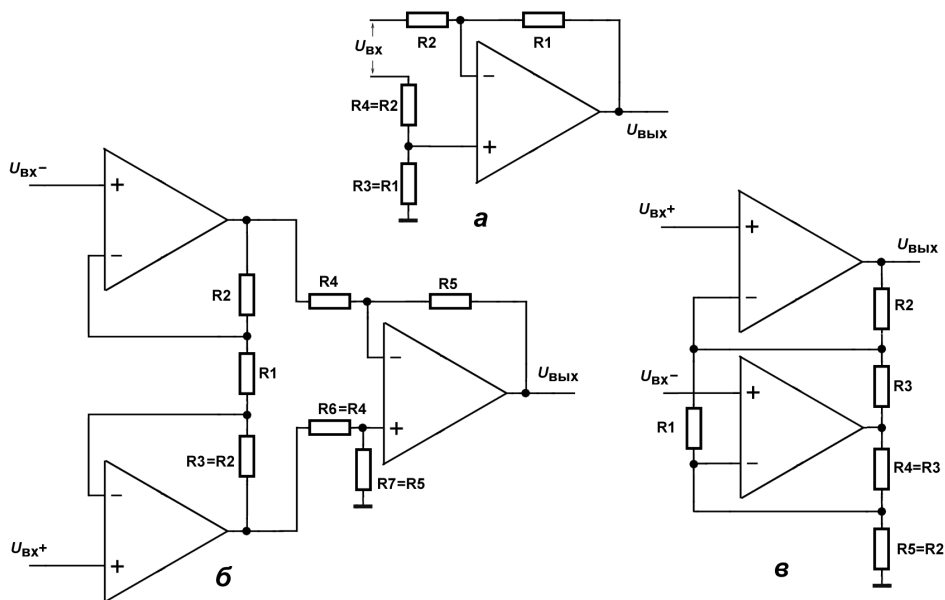 R2
R1
Uвх
R4=R2
−
+
Uвых
R3=R1
а
Uвх−
+
−
R2
R4
R5
R1
−
Uвых
R6=R4
+
R3=R2
R7=R5
−
Uвх+
+
б
Uвх+
+
Uвых
−
R2
Uвх−
+
R3
R1
−
R4=R3
R5=R2
в